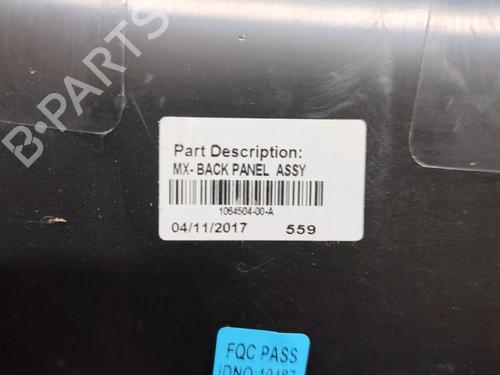 B-PARTS
Part Description:
MX- BACK PANEL ASSY
1064504-00-A
04/11/2017 559
FQC PASS